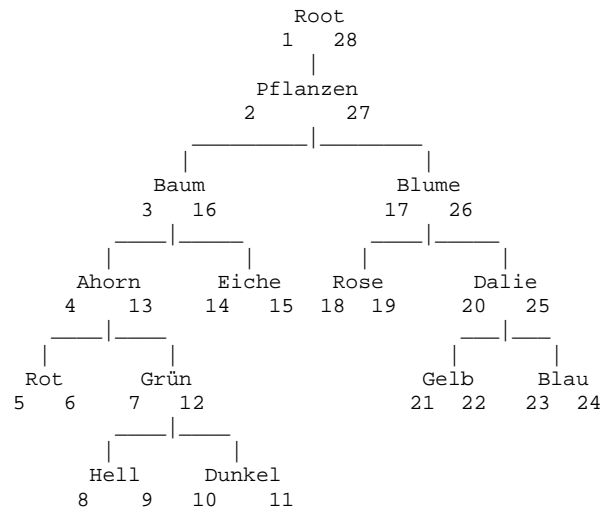 Root
1 28
Pflanzen
2 27
Baum Blume
3 16 17 26
Ahorn Eiche Rose Dalie
4 13 14 15 18 19 20 25
Rot Grün Gelb Blau
5 6 7 12 21 22 23 24
Hell Dunkel
8 9 10 11